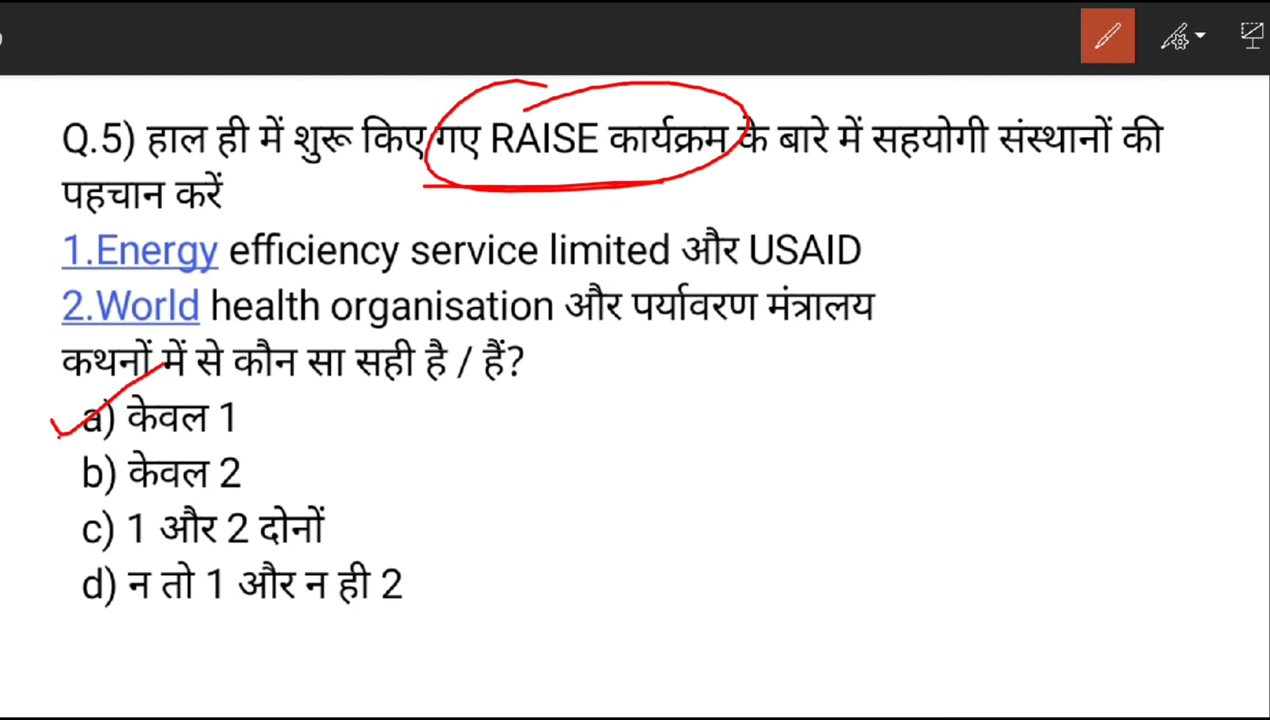 Q.5) हाल ही में शुरू किए गए RAISE कार्यक्रम के बारे में सहयोगी संस्थानों की
पहचान करें
1.Energy efficiency service limited और USAID
2.World health organisation और पर्यावरण मंत्रालय
कथनों में से कौन सा सही है / हैं?
a) केवल 1
b) केवल 2
c) 1 और 2 दोनों
d) न तो 1 और न ही 2